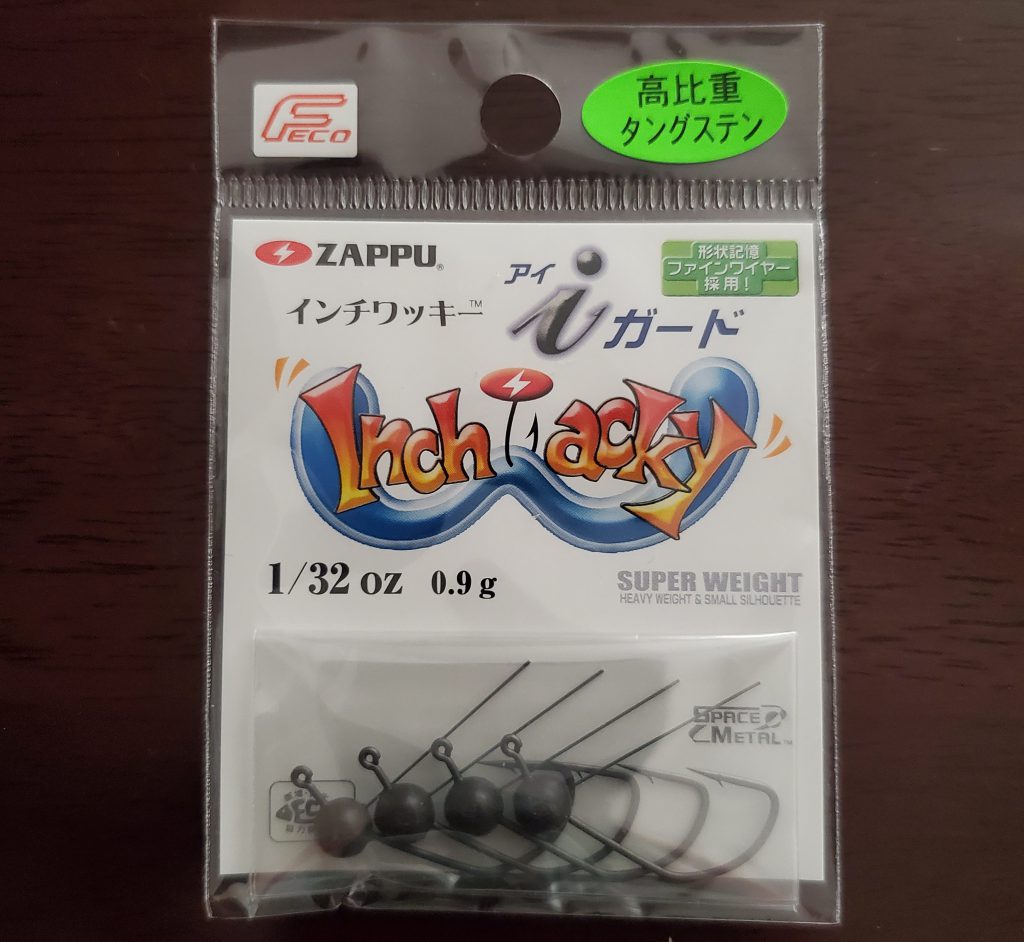 FECO
高比重
タングステン
ZAPPU®
インチワッキー™
アイ
iガード
形状記憶
ファインワイヤー
採用!
Inch Wacky
1/32 oz 0.9 g
SUPER WEIGHT
HEAVY WEIGHT & SMALL SILHOUETTE
SPACE
METAL™